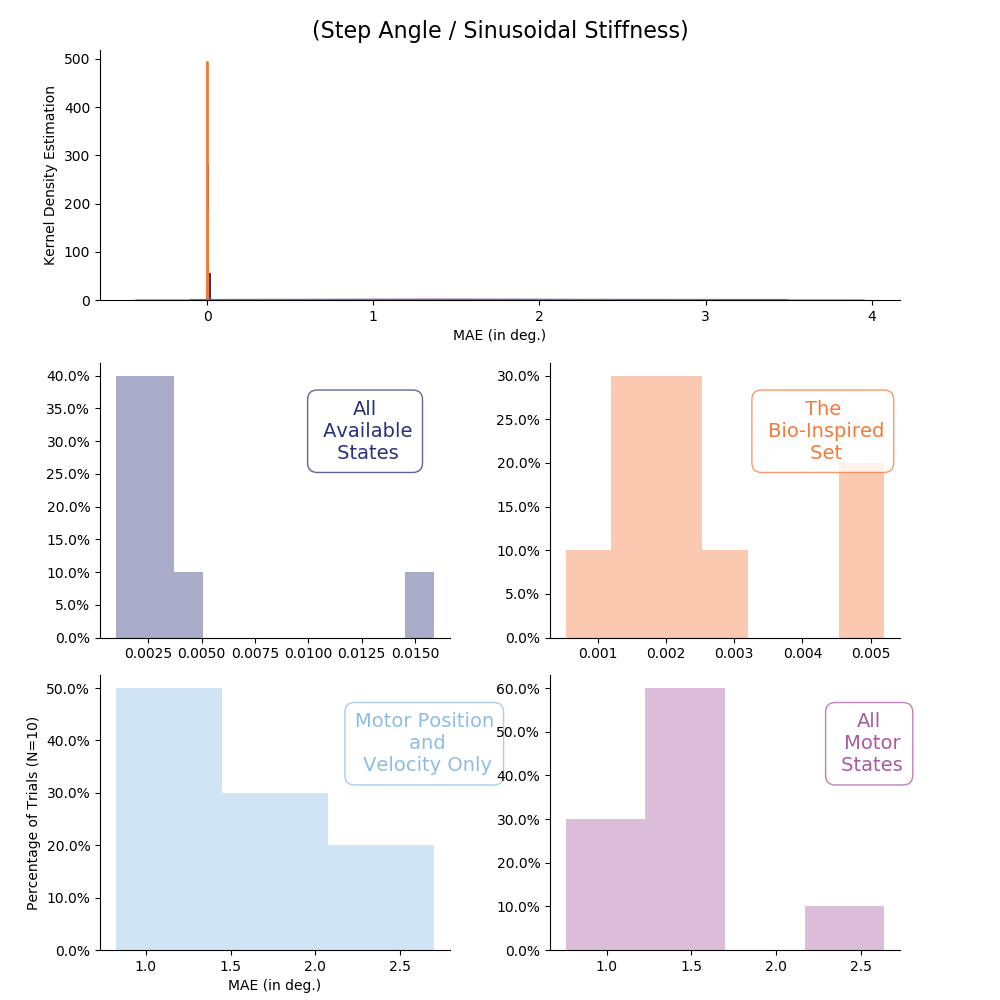 (Step Angle / Sinusoidal Stiffness)
500
400
300
200
100
0
Kernel Density Estimation
0 1 2 3 4
MAE (in deg.)
40.0%
35.0%
30.0%
25.0%
20.0%
15.0%
10.0%
5.0%
0.0%
All
Available
States
0.0025 0.0050 0.0075 0.0100 0.0125 0.0150
30.0%
25.0%
20.0%
15.0%
10.0%
5.0%
0.0%
The
Bio-Inspired
Set
0.001 0.002 0.003 0.004 0.005
50.0%
40.0%
30.0%
20.0%
10.0%
0.0%
Percentage of Trials (N=10)
Motor Position
and
Velocity Only
1.0 1.5 2.0 2.5
MAE (in deg.)
60.0%
50.0%
40.0%
30.0%
20.0%
10.0%
0.0%
All
Motor
States
1.0 1.5 2.0 2.5